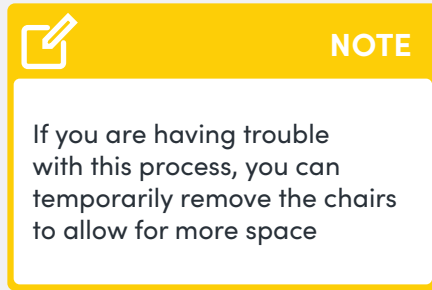 NOTE
If you are having trouble
with this process, you can
temporarily remove the chairs
to allow for more space